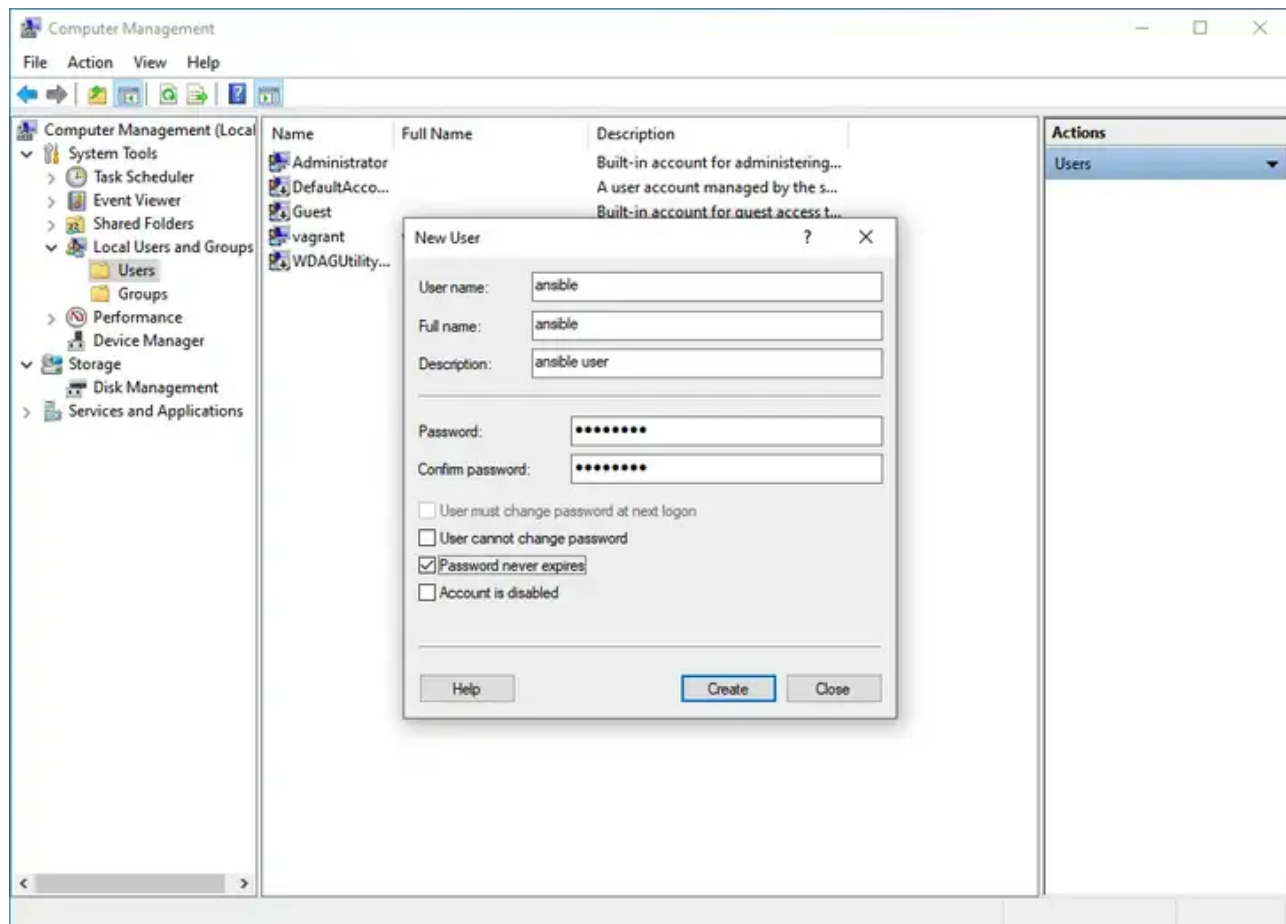 Computer Management
File Action View Help
Computer Management (Local
System Tools
Task Scheduler
Event Viewer
Shared Folders
Local Users and Groups
Users
Groups
Performance
Device Manager
Storage
Disk Management
Services and Applications
Name Full Name Description
Administrator Built-in account for administering...
DefaultAcco... A user account managed by the s...
Guest Built-in account for guest access t...
vagrant
WDAGUtility...
New User
User name: ansible
Full name: ansible
Description: ansible user
Password: ••••••••
Confirm password: ••••••••
User must change password at next logon
User cannot change password
Password never expires
Account is disabled
Help Create Close
Actions
Users